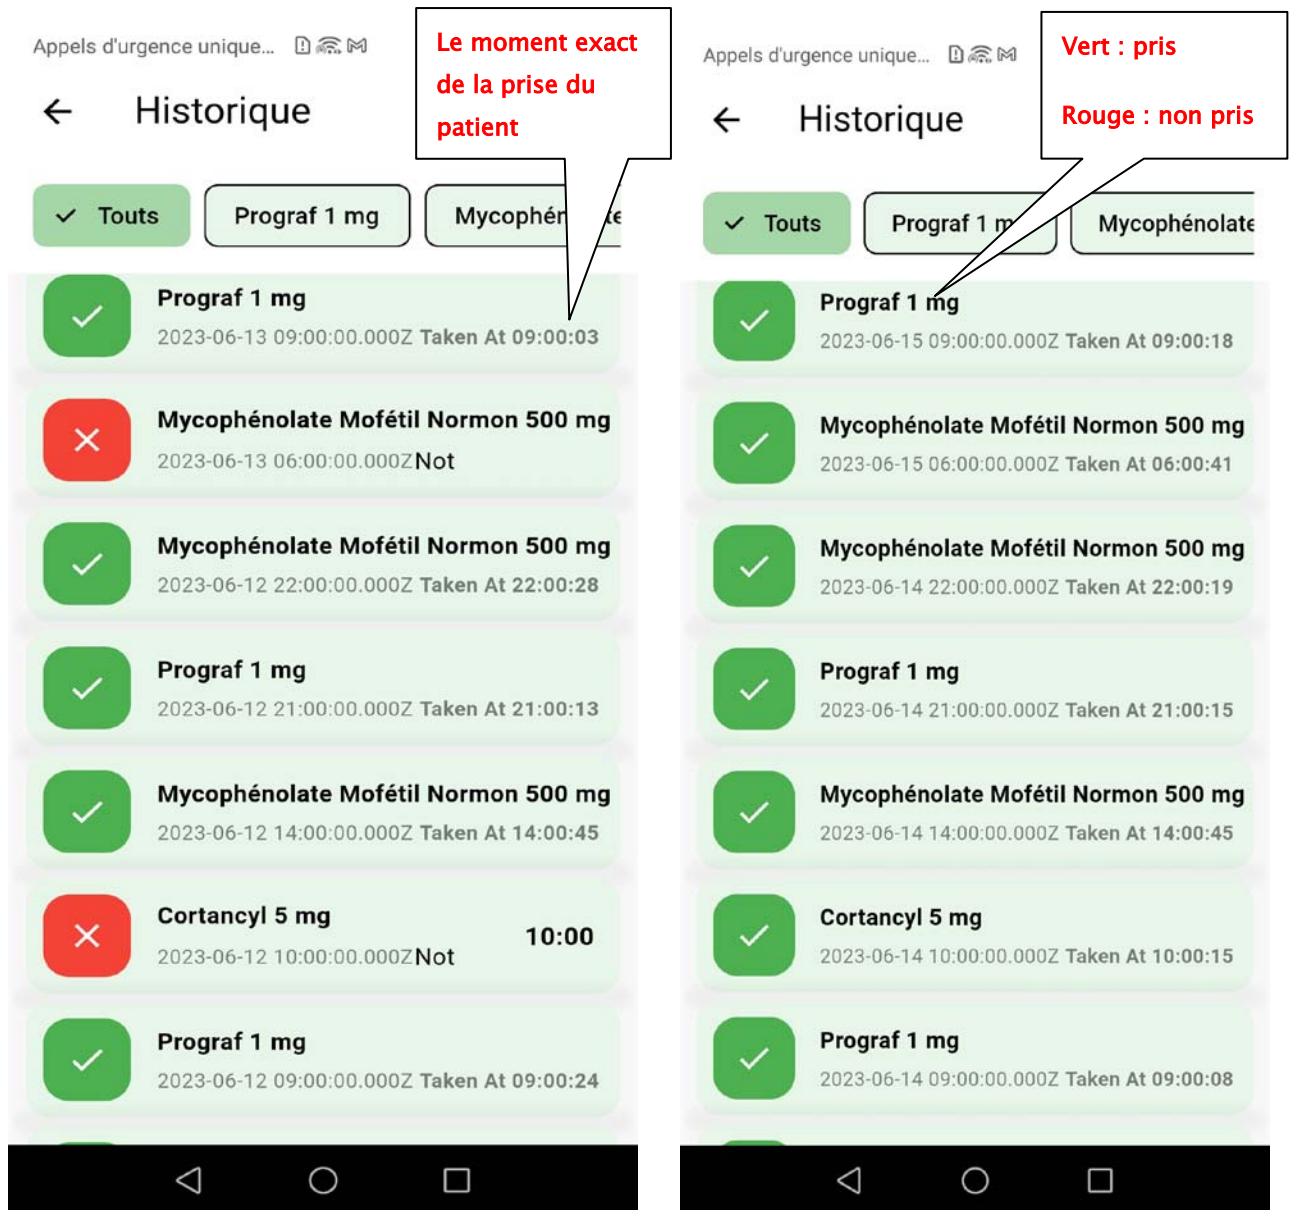 Appels d'urgence unique...
Le moment exact
de la prise du
patient
Historique
Touts
Prograf 1 mg
Prograf 1 mg
2023-06-13 09:00:00.000Z Taken At 09:00:03
Mycophénolate Mofétil Normon 500 mg
2023-06-13 06:00:00.000Z Not
Mycophénolate Mofétil Normon 500 mg
2023-06-12 22:00:00.000Z Taken At 22:00:28
Prograf 1 mg
2023-06-12 21:00:00.000Z Taken At 21:00:13
Mycophénolate Mofétil Normon 500 mg
2023-06-12 14:00:00.000Z Taken At 14:00:45
Cortancyl 5 mg
10:00
2023-06-12 10:00:00.000Z Not
Prograf 1 mg
2023-06-12 09:00:00.000Z Taken At 09:00:24
Appels d'urgence unique...
Vert : pris
Rouge : non pris
Historique
Touts
Prograf 1 m
Mycophénolate
Prograf 1 mg
2023-06-15 09:00:00.000Z Taken At 09:00:18
Mycophénolate Mofétil Normon 500 mg
2023-06-15 06:00:00.000Z Taken At 06:00:41
Mycophénolate Mofétil Normon 500 mg
2023-06-14 22:00:00.000Z Taken At 22:00:19
Prograf 1 mg
2023-06-14 21:00:00.000Z Taken At 21:00:15
Mycophénolate Mofétil Normon 500 mg
2023-06-14 14:00:00.000Z Taken At 14:00:45
Cortancyl 5 mg
2023-06-14 10:00:00.000Z Taken At 10:00:15
Prograf 1 mg
2023-06-14 09:00:00.000Z Taken At 09:00:08